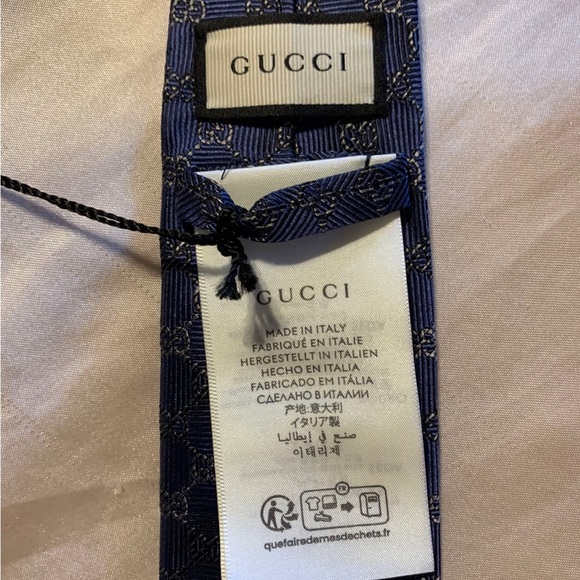 GUCCI
GUCCI
MADE IN ITALY
FABRIQUÉ EN ITALIE
HERGESTELLT IN ITALIEN
HECHO EN ITALIA
FABRICADO EM ITÁLIA
СДЕЛАНО В ИТАЛИИ
产地:意大利
イタリア製
صنع في إيطاليا
이태리제
FR
quefairedemesdechets.fr